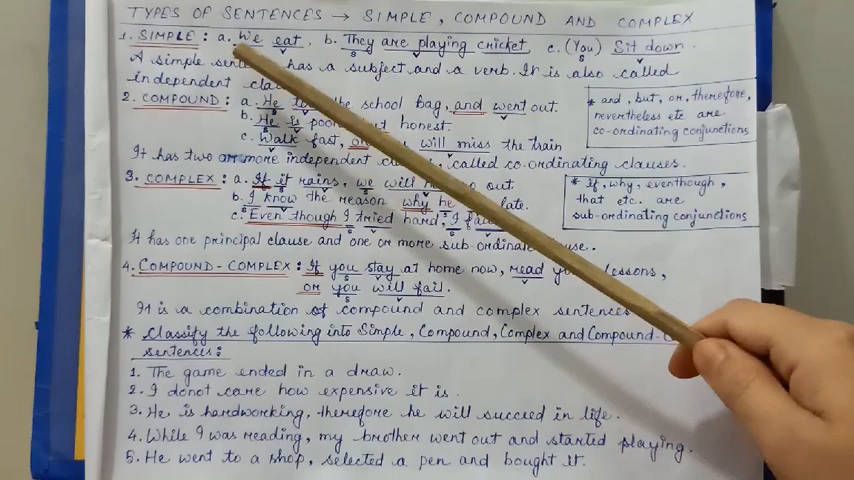 TYPES OF SENTENCES → SIMPLE, COMPOUND AND COMPLEX
1. SIMPLE : a. We eat, b. They are playing cricket, c. (You) Sit down.
S V S V S V
A simple has a subject and a verb. It is also called
independent
2. COMPOUND : a. He the school bag, and went out.
b. He is honest.
c. Walk fast, will miss the train
It has two or more independent called co-ordinating clauses.
* and, but, or, therefore,
nevertheless etc are
co-ordinating conjunctions
3. COMPLEX : a. If it rains, we will go out
b. I know the reason why he late.
c. Even though I tried hard, I
It has one principal clause and one or more sub-ordinate clause..
* if, why, eventhough,
that etc. are
sub-ordinating conjunctions
4. COMPOUND-COMPLEX : If you stay at home now, read lessons,
or you will fail.
It is a combination of compound and complex sentences
* Classify the following into Simple, Compound, Complex and Compound-
sentences:
1. The game ended in a draw.
2. I donot care how expensive it is.
3. He is hardworking, therefore he will succeed in life.
4. While I was reading, my brother went out and started playing.
5. He went to a shop, selected a pen and bought it.